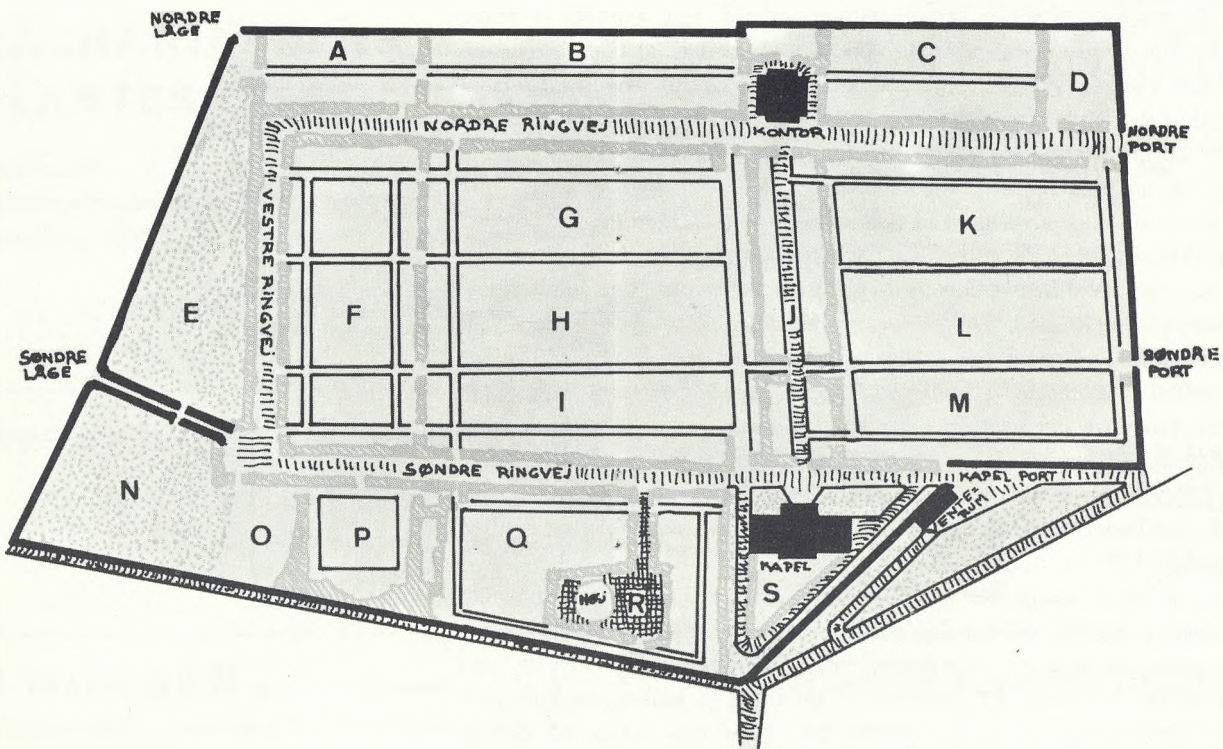 NORDRE
LÅGE
A
B
C
D
NORDRE RINGVEJ
KONTOR
NORDRE
PORT
VESTRE RINGVEJ
G
K
E
F
H
J
L
SØNDRE
LÅGE
SØNDRE
PORT
I
M
SØNDRE RINGVEJ
KAPEL PORT
N
O
P
Q
VENTE-
RUM
KAPEL
HØJ
R
S